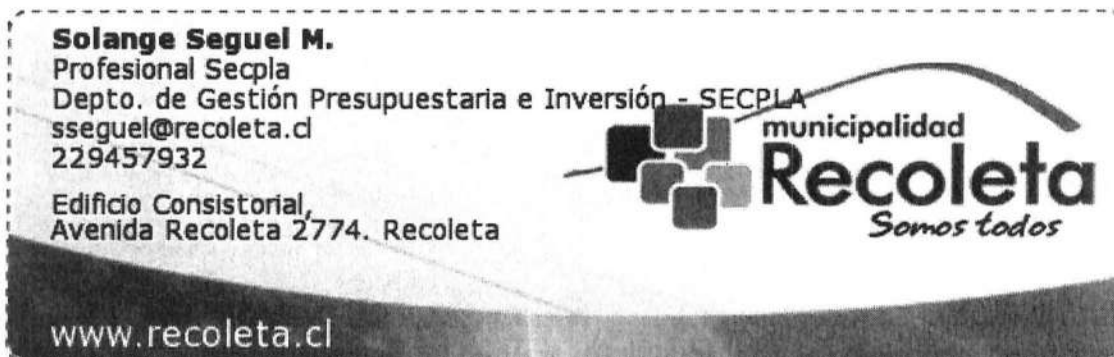 Solange Seguel M.
Profesional Secpla
Depto. de Gestión Presupuestaria e Inversión - SECPLA
sseguel@recoleta.cl
229457932
Edificio Consistorial,
Avenida Recoleta 2774. Recoleta
municipalidad
Recoleta
Somos todos
www.recoleta.cl